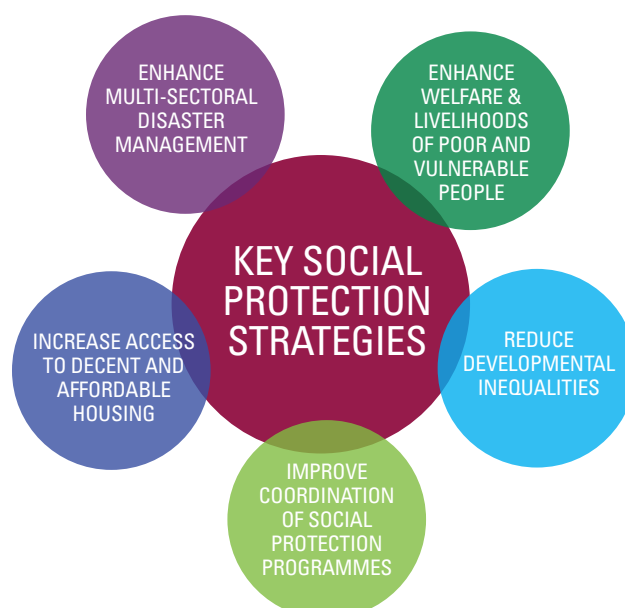 ENHANCE
MULTI-SECTORAL
DISASTER
MANAGEMENT
ENHANCE
WELFARE &
LIVELIHOODS
OF POOR AND
VULNERABLE
PEOPLE
KEY SOCIAL
PROTECTION
STRATEGIES
INCREASE ACCESS
TO DECENT AND
AFFORDABLE
HOUSING
REDUCE
DEVELOPMENTAL
INEQUALITIES
IMPROVE
COORDINATION
OF SOCIAL
PROTECTION
PROGRAMMES